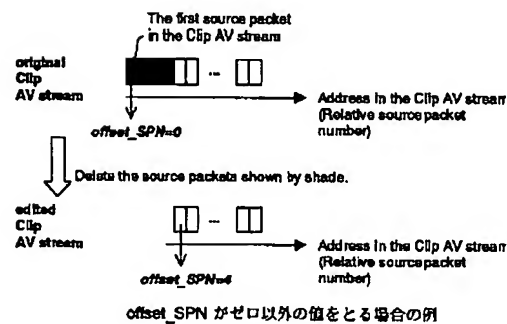 The first source packet
in the Clip AV stream
original
Clip
AV stream
...
Address in the Clip AV stream
(Relative source packet
number)
offset_SPN=0
Delete the source packets shown by shade.
edited
Clip
AV stream
...
Address in the Clip AV stream
(Relative source packet
number)
offset_SPN=4
offset_SPN がゼロ以外の値をとる場合の例